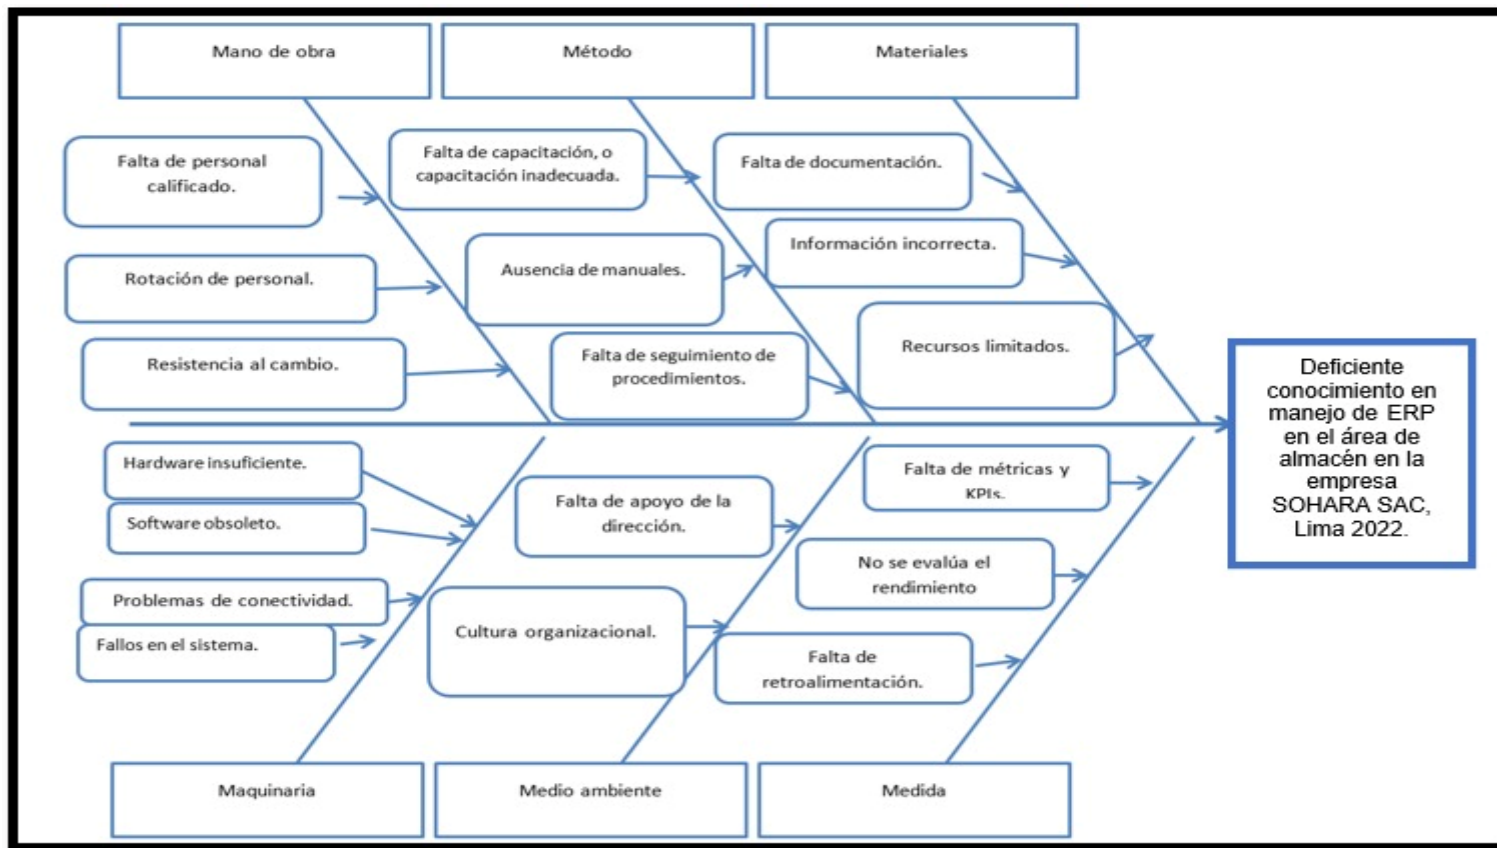 Mano de obra
Método
Materiales
Falta de personal
calificado.
Falta de capacitación, o
capacitación inadecuada.
Falta de documentación.
Rotación de personal.
Ausencia de manuales.
Información incorrecta.
Resistencia al cambio.
Falta de seguimiento de
procedimientos.
Recursos limitados.
Deficiente
conocimiento en
manejo de ERP
en el área de
almacén en la
empresa
SOHARA SAC,
Lima 2022.
Hardware insuficiente.
Software obsoleto.
Problemas de conectividad.
Fallos en el sistema.
Falta de apoyo de la
dirección.
Cultura organizacional.
Falta de métricas y
KPIs.
No se evalúa el
rendimiento
Falta de
retroalimentación.
Maquinaria
Medio ambiente
Medida